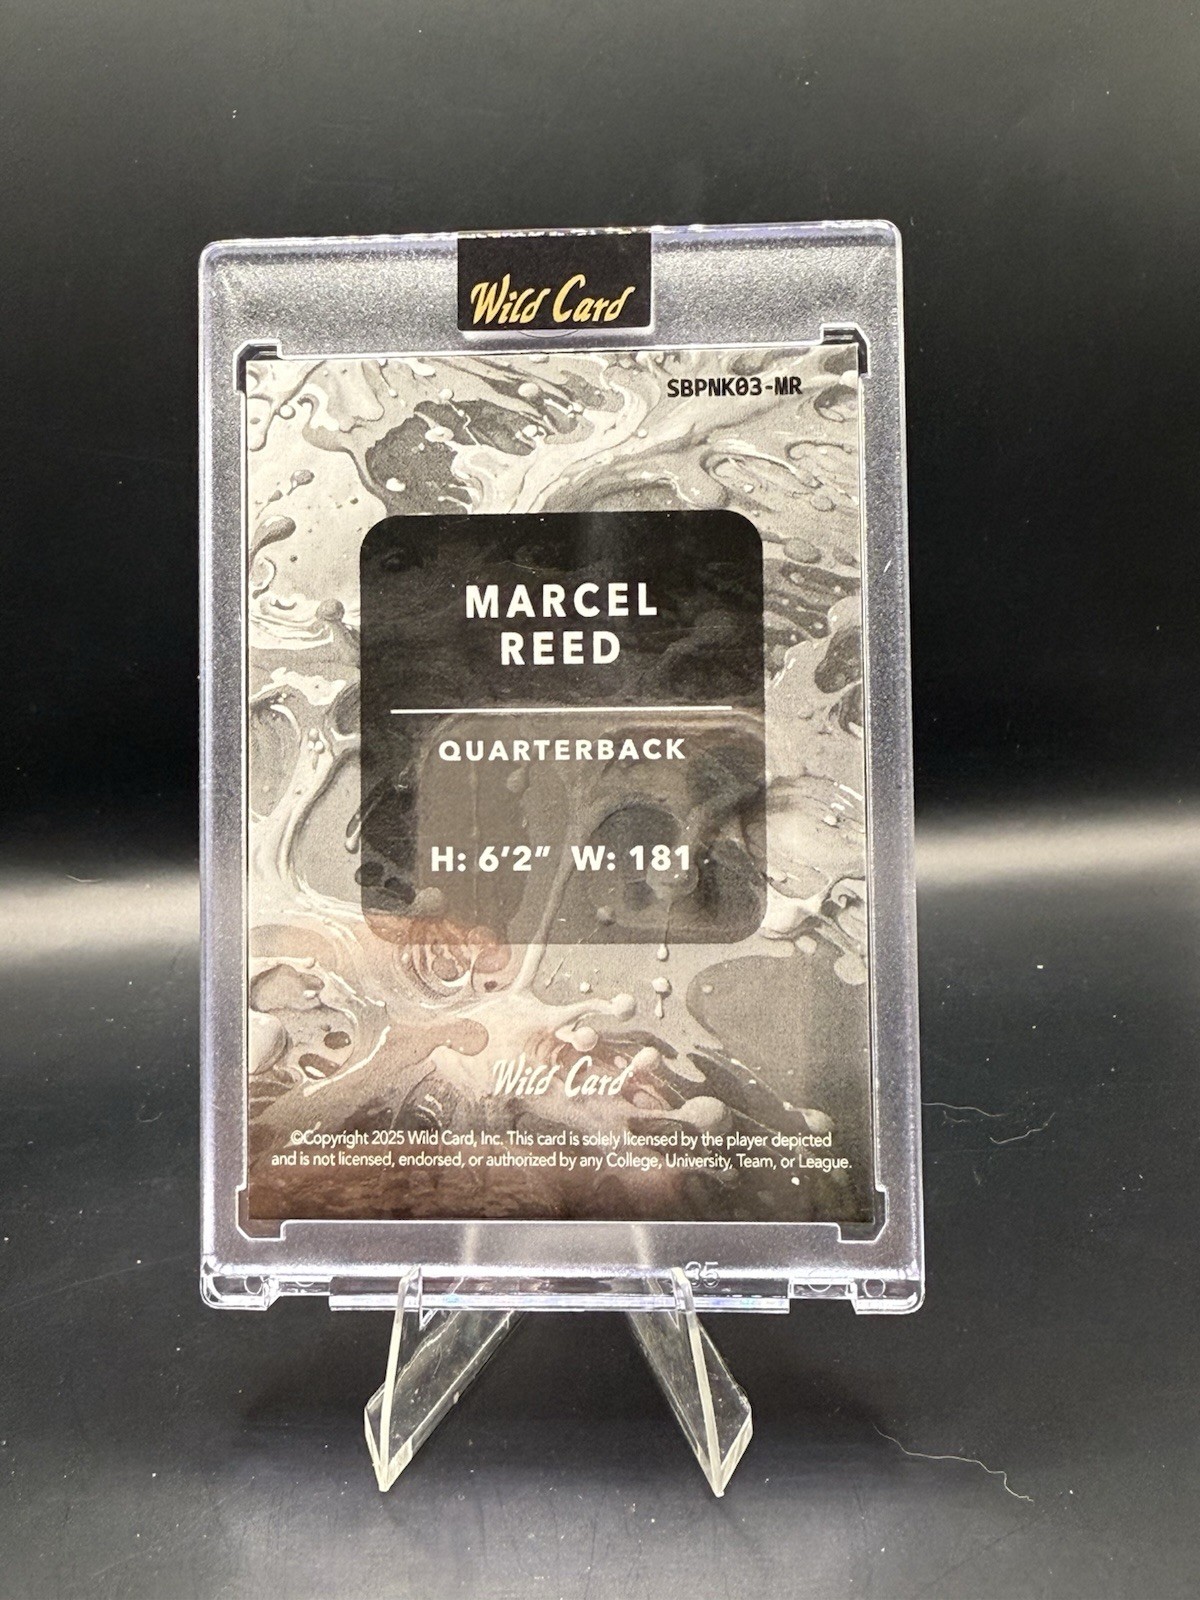 Wild Card
SBPNK03-MR
MARCEL
REED
QUARTERBACK
H: 6'2" W: 181
Wild Card
©Copyright 2025 Wild Card, Inc. This card is solely licensed by the player depicted
and is not licensed, endorsed, or authorized by any College, University, Team, or League.
35